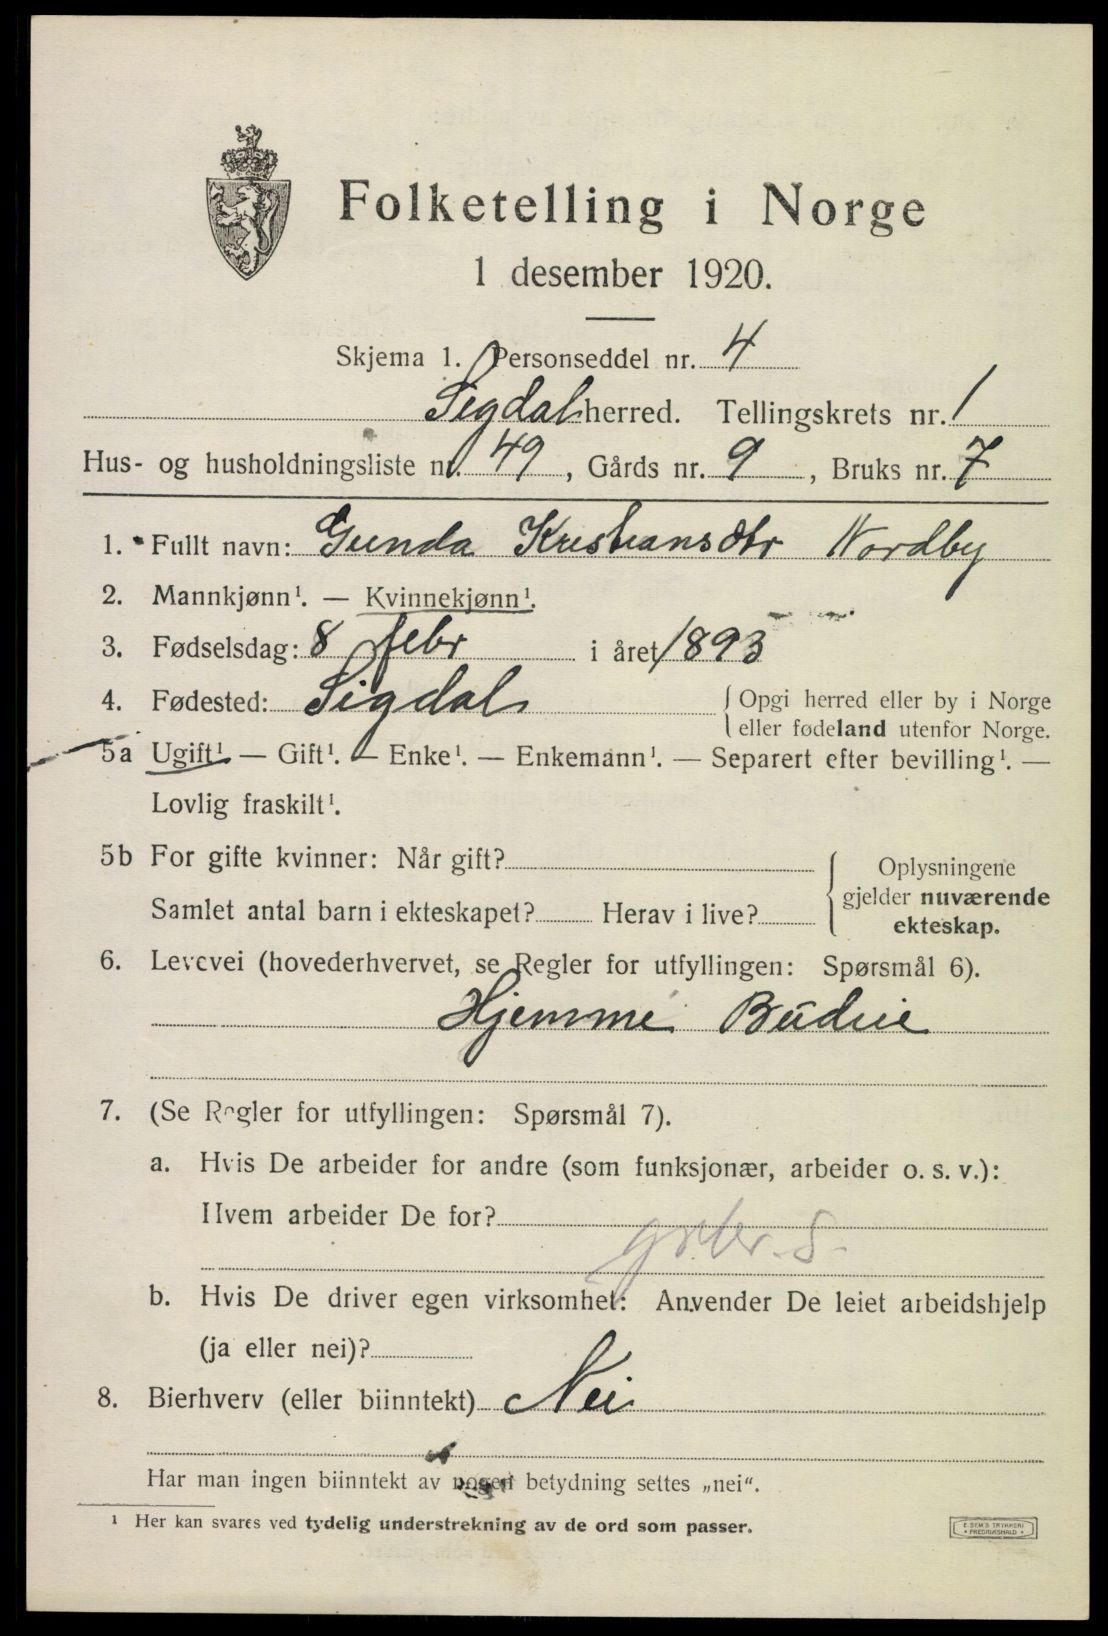 Folketelling i Norge
1 desember 1920.
Skjema 1. Personseddel nr. 4
Sigdal herred. Tellingskrets nr. 1
Hus- og husholdningsliste nr. 49, Gårds nr. 9, Bruks nr. 7
1. Fullt navn: Gunda Kristiansdtr Nordby
2. Mannkjønn¹. — Kvinnekjønn¹.
3. Fødselsdag: 8 febr i året 1893
4. Fødested: Sigdal { Opgi herred eller by i Norge
eller fødeland utenfor Norge.
5a Ugift¹ — Gift¹. — Enke¹. — Enkemann¹. — Separert efter bevilling¹. —
Lovlig fraskilt¹.
5b For gifte kvinner: Når gift?
Samlet antal barn i ekteskapet? Herav i live?
{ Oplysningene
gjelder nuværende
ekteskap.
6. Levevei (hovederhvervet, se Regler for utfyllingen: Spørsmål 6).
Hjemme Budeie
7. (Se Regler for utfyllingen: Spørsmål 7).
a. Hvis De arbeider for andre (som funksjonær, arbeider o. s. v.):
Hvem arbeider De for?
b. Hvis De driver egen virksomhet: Anvender De leiet arbeidshjelp
(ja eller nei)?
8. Bierhverv (eller biinntekt) Nei
Har man ingen biinntekt av nogen betydning settes „nei“.
¹ Her kan svares ved tydelig understrekning av de ord som passer.
E. SEM'S TRYKKERI
• FREDRIKSHALD •